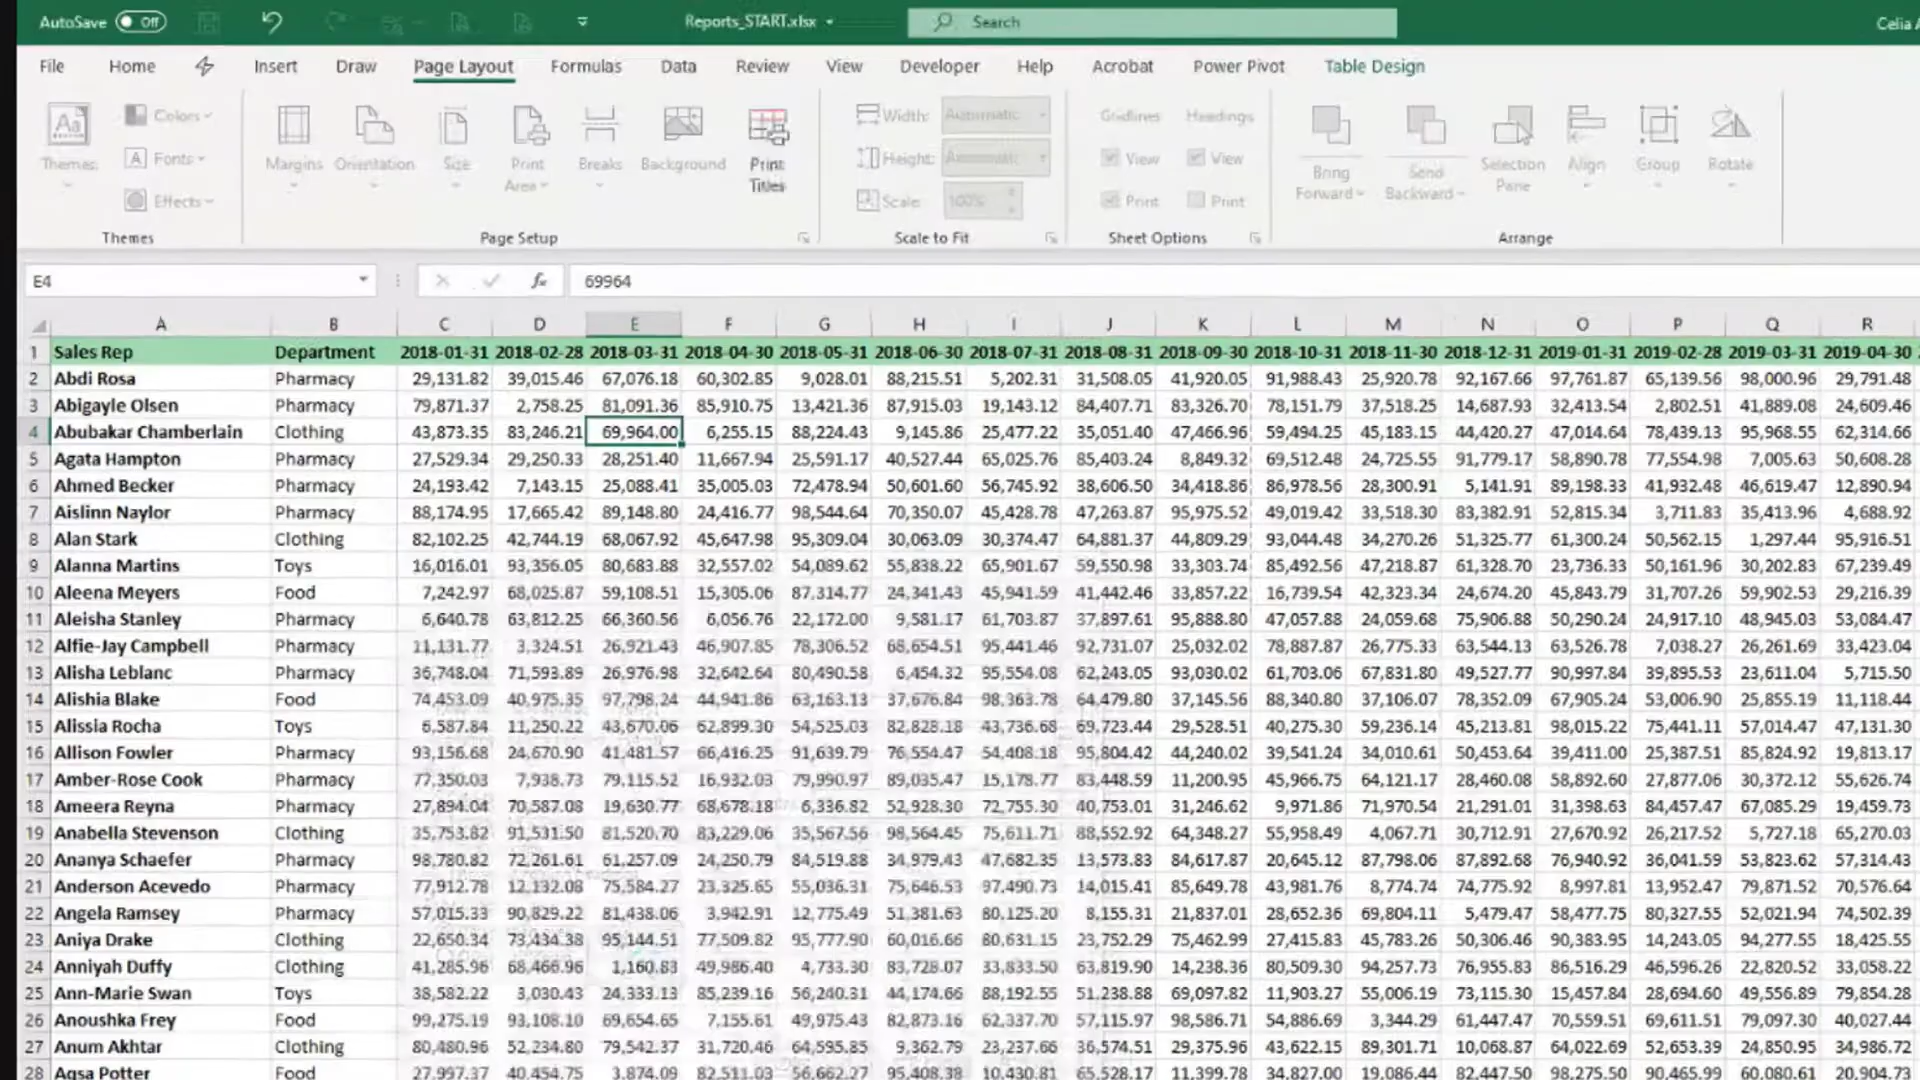 AutoSave Off Reports_START.xlsx Search Celia A
File Home Insert Draw Page Layout Formulas Data Review View Developer Help Acrobat Power Pivot Table Design
Themes Colors Fonts Effects
Margins Orientation Size Print Area Breaks Background Print Titles
Width: Automatic Height: Automatic Scale: 100%
Gridlines View Print Headings View Print
Bring Forward Send Backward Selection Pane Align Group Rotate
Themes Page Setup Scale to Fit Sheet Options Arrange
E4 fx 69964
A B C D E F G H I J K L M N O P Q R
1 Sales Rep Department 2018-01-31 2018-02-28 2018-03-31 2018-04-30 2018-05-31 2018-06-30 2018-07-31 2018-08-31 2018-09-30 2018-10-31 2018-11-30 2018-12-31 2019-01-31 2019-02-28 2019-03-31 2019-04-30
2 Abdi Rosa Pharmacy 29,131.82 39,015.46 67,076.18 60,302.85 9,028.01 88,215.51 5,202.31 31,508.05 41,920.05 91,988.43 25,920.78 92,167.66 97,761.87 65,139.56 98,000.96 29,791.48
3 Abigayle Olsen Pharmacy 79,871.37 2,758.25 81,091.36 85,910.75 13,421.36 87,915.03 19,143.12 84,407.71 83,326.70 78,151.79 37,518.25 14,687.93 32,413.54 2,802.51 41,889.08 24,609.46
4 Abubakar Chamberlain Clothing 43,873.35 83,246.21 69,964.00 6,255.15 88,224.43 9,145.86 25,477.22 35,051.40 47,466.96 59,494.25 45,183.15 44,420.27 47,014.64 78,439.13 95,968.55 62,314.66
5 Agata Hampton Pharmacy 27,529.34 29,250.33 28,251.40 11,667.94 25,591.17 40,527.44 65,025.76 85,403.24 8,849.32 69,512.48 24,725.55 91,779.17 58,890.78 77,554.98 7,005.63 50,608.28
6 Ahmed Becker Pharmacy 24,193.42 7,143.15 25,088.41 35,005.03 72,478.94 50,601.60 56,745.92 38,606.50 34,418.86 86,978.56 28,300.91 5,141.91 89,198.33 41,932.48 46,619.47 12,890.94
7 Aislinn Naylor Pharmacy 88,174.95 17,665.42 89,148.80 24,416.77 98,544.64 70,350.07 45,428.78 47,263.87 95,975.52 49,019.42 33,518.30 83,382.91 52,815.34 3,711.83 35,413.96 4,688.92
8 Alan Stark Clothing 82,102.25 42,744.19 68,067.92 45,647.98 95,309.04 30,063.09 30,374.47 64,881.37 44,809.29 93,044.48 34,270.26 51,325.77 61,300.24 50,562.15 1,297.44 95,916.51
9 Alanna Martins Toys 16,016.01 93,356.05 80,683.88 32,557.02 54,089.62 55,838.22 65,901.67 59,550.98 33,303.74 85,492.56 47,218.87 61,328.70 23,736.33 50,161.96 30,202.83 67,239.49
10 Aleena Meyers Food 7,242.97 68,025.87 59,108.51 15,305.06 87,314.77 24,341.43 45,941.59 41,442.46 33,857.22 16,739.54 42,323.34 24,674.20 45,843.79 31,707.26 59,902.53 29,216.39
11 Aleisha Stanley Pharmacy 6,640.78 63,812.25 66,360.56 6,056.76 22,172.00 9,581.17 61,703.87 37,897.61 95,888.80 47,057.88 24,059.68 75,906.88 50,290.24 24,917.10 48,945.03 53,084.47
12 Alfie-Jay Campbell Pharmacy 11,131.77 3,324.51 26,921.43 46,907.85 78,306.52 68,654.51 95,441.46 92,731.07 25,032.02 78,887.87 26,775.33 63,544.13 63,526.78 7,038.27 26,261.69 33,423.04
13 Alisha Leblanc Pharmacy 36,748.04 71,593.89 26,976.98 32,642.64 80,490.58 6,454.32 95,554.08 62,243.05 93,030.02 61,703.06 67,831.80 49,527.77 90,997.84 39,895.53 23,611.04 5,715.50
14 Alishia Blake Food 74,453.09 40,975.35 97,798.24 44,941.86 63,163.13 37,676.84 98,363.78 64,479.80 37,145.56 88,340.80 37,106.07 78,352.09 67,905.24 53,006.90 25,855.19 11,118.44
15 Alissia Rocha Toys 6,587.84 11,250.22 43,670.06 62,899.30 54,525.03 82,828.18 43,736.68 69,723.44 29,528.51 40,275.30 59,236.14 45,213.81 98,015.22 75,441.11 57,014.47 47,131.30
16 Allison Fowler Pharmacy 93,156.68 24,670.90 41,481.57 66,416.25 91,639.79 76,554.47 54,408.18 95,804.42 44,240.02 39,541.24 34,010.61 50,453.64 39,411.00 25,387.51 85,824.92 19,813.17
17 Amber-Rose Cook Pharmacy 77,350.03 7,938.73 79,115.52 16,932.03 79,990.97 89,035.47 15,178.77 83,448.59 11,200.95 45,966.75 64,121.17 28,460.08 58,892.60 27,877.06 30,372.12 55,626.74
18 Ameera Reyna Pharmacy 27,894.04 70,587.08 19,630.77 68,678.18 6,336.82 52,928.30 72,755.30 40,753.01 31,246.62 9,971.86 71,970.54 21,291.01 31,398.63 84,457.47 67,085.29 19,459.73
19 Anabella Stevenson Clothing 35,753.82 91,531.50 81,520.70 83,229.06 35,567.56 98,564.45 75,611.71 88,552.92 64,348.27 55,958.49 4,067.71 30,712.91 27,670.92 26,217.52 5,727.18 65,270.03
20 Ananya Schaefer Pharmacy 98,780.82 72,261.61 61,257.09 24,250.79 84,519.88 34,979.43 47,682.35 13,573.83 84,617.87 20,645.12 87,798.06 87,892.68 76,940.92 36,041.59 53,823.62 57,314.43
21 Anderson Acevedo Pharmacy 77,912.78 12,132.08 75,584.27 23,325.65 55,036.31 75,646.53 97,490.73 14,015.41 85,649.78 43,981.76 8,774.74 74,775.92 8,997.81 13,952.47 79,871.52 70,576.64
22 Angela Ramsey Pharmacy 57,015.33 90,829.22 81,438.06 3,942.91 12,775.49 51,381.63 80,125.20 8,155.31 21,837.01 28,652.36 69,804.11 5,479.47 58,477.75 80,327.55 52,021.94 74,502.39
23 Aniya Drake Clothing 22,650.34 73,434.38 95,144.51 77,509.82 95,777.90 60,016.66 80,631.15 23,752.29 75,462.99 27,415.83 45,783.26 50,306.46 90,383.95 14,243.05 94,277.55 18,425.55
24 Anniyah Duffy Clothing 41,285.96 68,466.96 1,160.83 49,986.40 4,733.30 83,728.07 33,833.50 63,819.90 14,238.36 80,509.30 94,257.73 76,955.83 86,516.29 46,596.26 22,820.52 33,058.22
25 Ann-Marie Swan Toys 38,582.22 3,030.43 24,333.13 85,239.16 56,240.31 44,174.66 88,192.55 51,238.88 69,097.82 11,903.27 55,006.19 73,115.30 15,457.84 28,694.60 49,556.89 79,854.28
26 Anoushka Frey Food 99,275.19 93,108.10 69,654.65 7,155.61 49,975.43 82,873.16 62,337.70 57,115.97 98,586.71 54,886.69 3,344.29 61,447.47 70,559.51 69,611.51 79,097.30 40,027.44
27 Anum Akhtar Clothing 80,480.96 52,234.80 79,542.37 31,720.46 64,595.85 9,362.79 23,237.66 36,574.51 29,375.96 43,622.15 89,301.71 10,068.87 64,022.69 52,653.39 24,850.95 34,986.72
28 Aqsa Potter Food 27,997.37 40,454.75 3,874.09 82,511.03 56,662.27 95,408.38 10,430.81 65,528.17 11,399.78 34,827.00 19,086.44 82,447.50 98,275.50 90,465.99 60,080.61 20,904.73